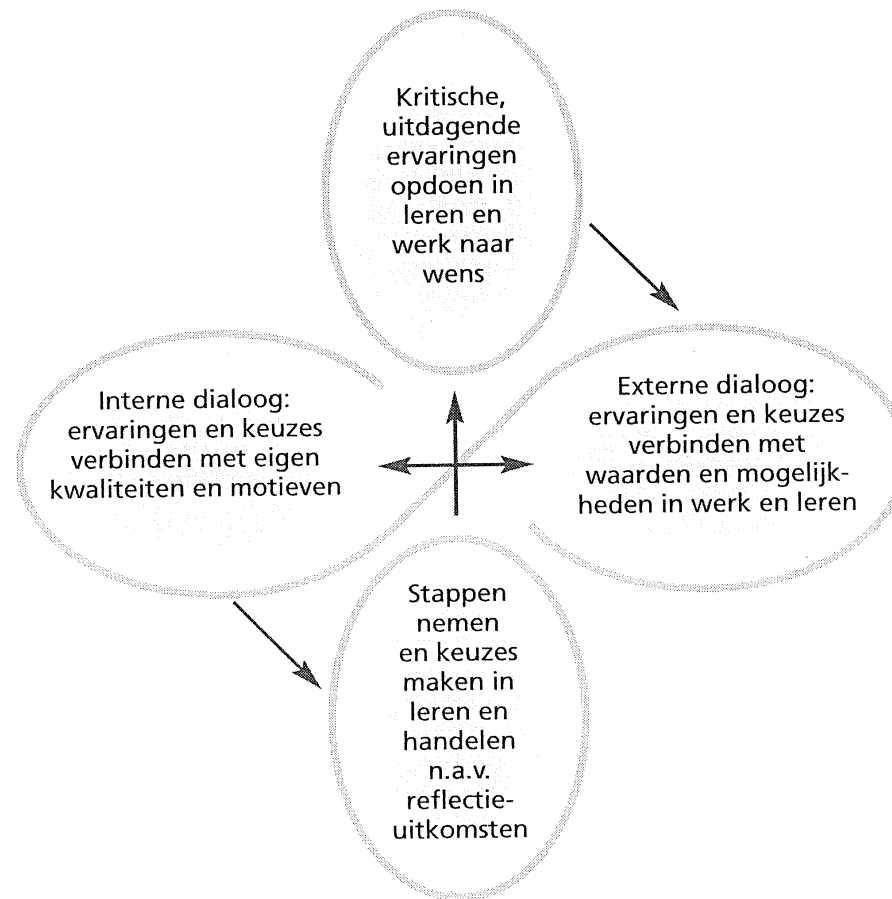 Kritische,
uitdagende
ervaringen
opdoen in
leren en
werk naar
wens
Interne dialoog:
ervaringen en keuzes
verbinden met eigen
kwaliteiten en motieven
Externe dialoog:
ervaringen en keuzes
verbinden met
waarden en mogelijk-
heden in werk en leren
Stappen
nemen
en keuzes
maken in
leren en
handelen
n.a.v.
reflectie-
uitkomsten